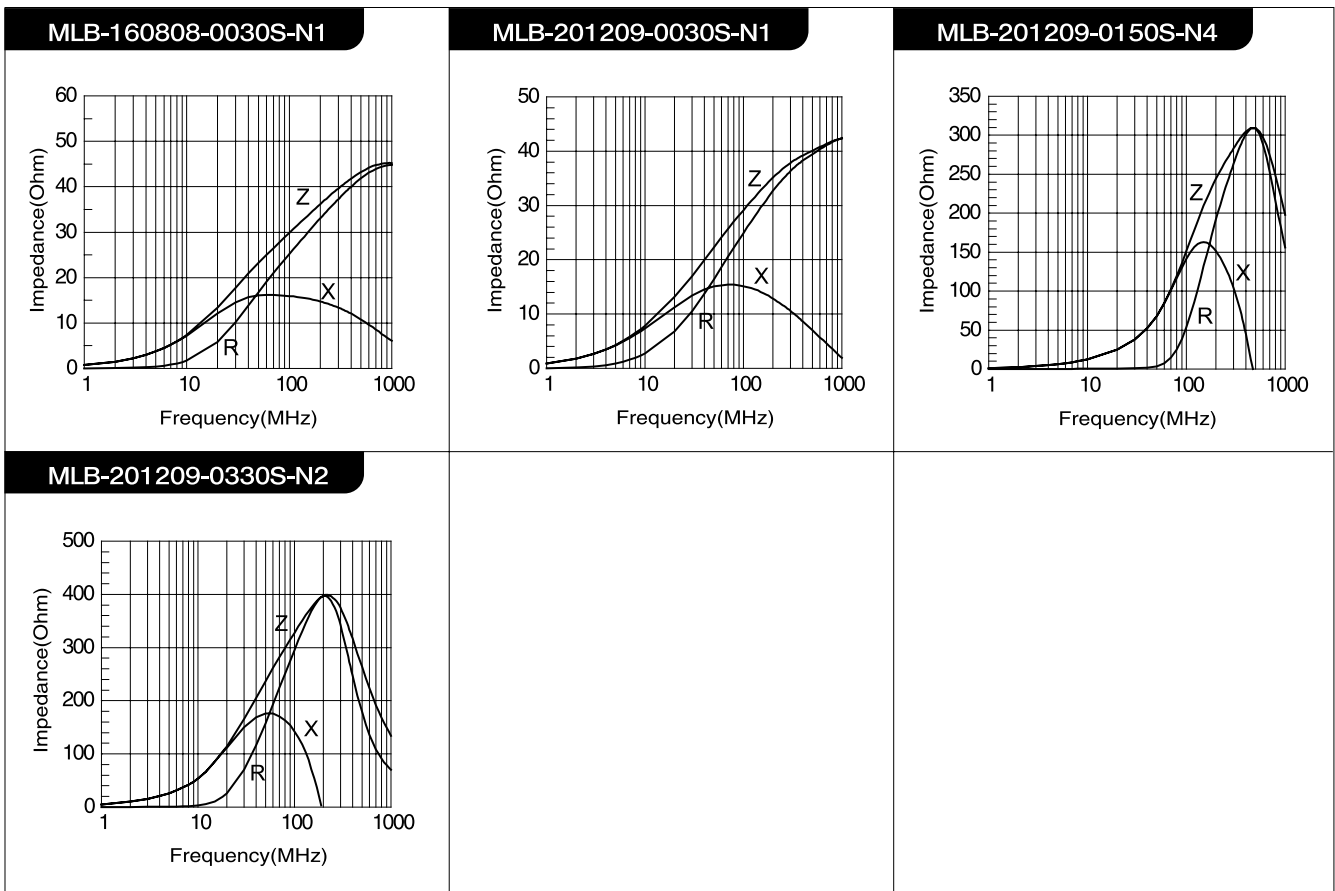 MLB-160808-0030S-N1
60
50
40
30
20
10
0
Impedance(Ohm)
Z
X
R
1
10
100
1000
Frequency(MHz)
MLB-201209-0030S-N1
50
40
30
20
10
0
Impedance(Ohm)
Z
X
R
1
10
100
1000
Frequency(MHz)
MLB-201209-0150S-N4
350
300
250
200
150
100
50
0
Impedance(Ohm)
Z
X
R
1
10
100
1000
Frequency(MHz)
MLB-201209-0330S-N2
500
400
300
200
100
0
Impedance(Ohm)
Z
X
R
1
10
100
1000
Frequency(MHz)